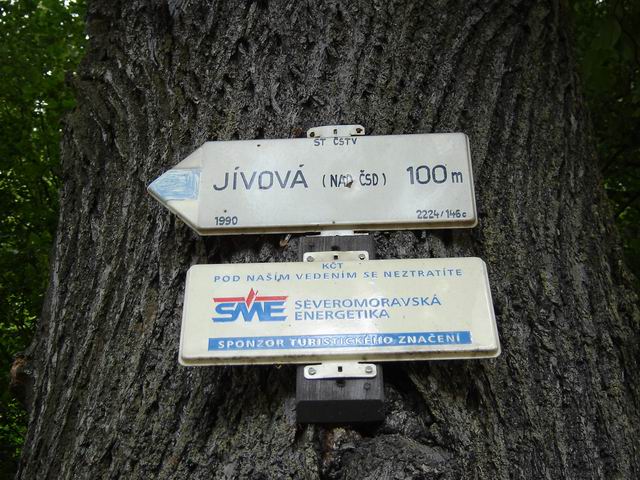 ST ČSTV
JÍVOVÁ (NAD ČSD) 100 m
1990 2224/146c
KČT
POD NAŠÍM VEDENÍM SE NEZTRATÍTE
SME SEVEROMORAVSKÁ
ENERGETIKA
SPONZOR TURISTICKÉHO ZNAČENÍ